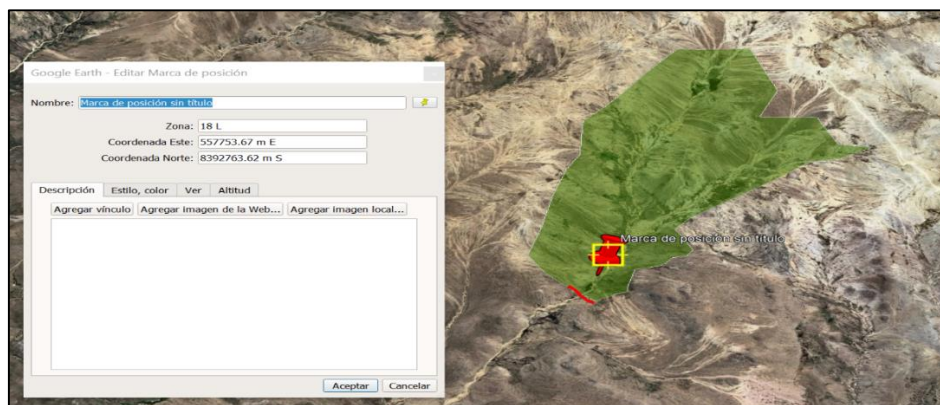 Google Earth - Editar Marca de posición
Nombre: Marca de posición sin título
Zona: 18 L
Coordenada Este: 557753.67 m E
Coordenada Norte: 8392763.62 m S
Descripción Estilo, color Ver Altitud
Agregar vínculo Agregar imagen de la Web... Agregar imagen local...
Aceptar Cancelar
Marca de posición sin título